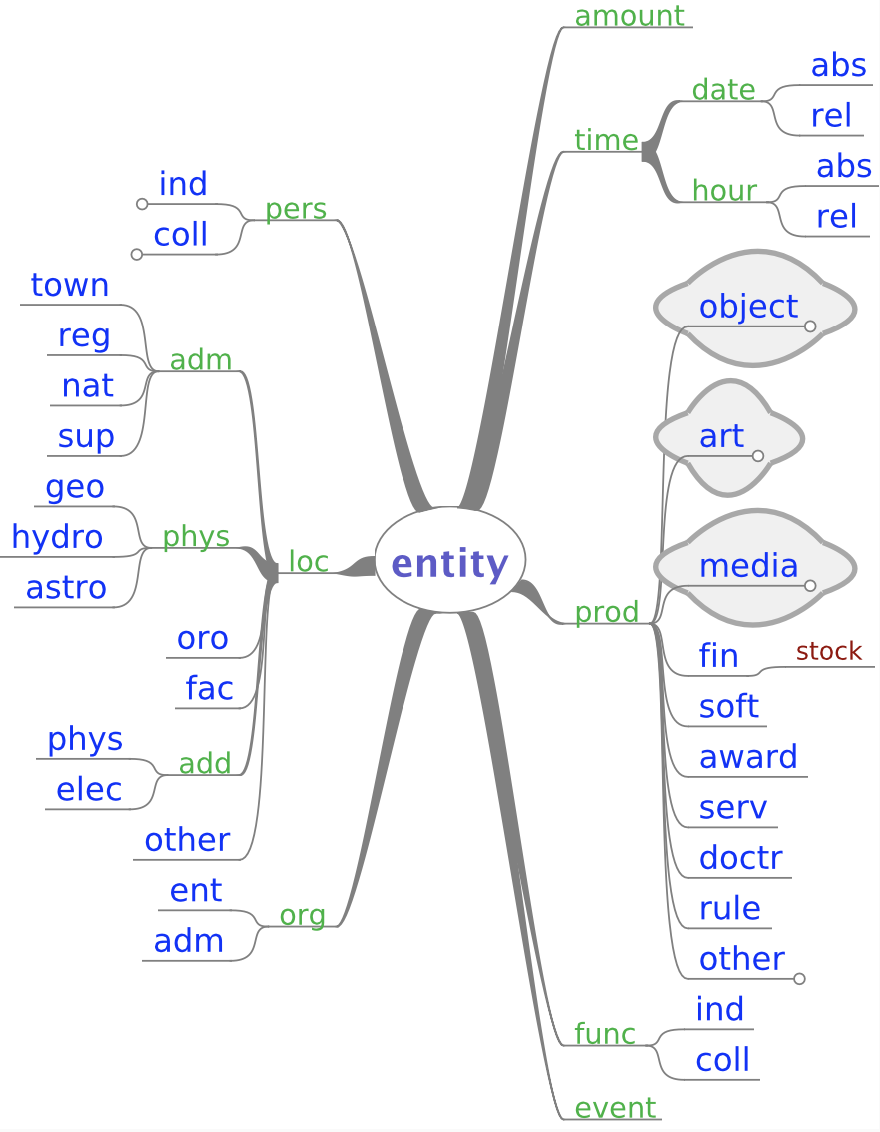 amount
abs
date
rel
time
abs
hour
rel
ind
pers
coll
town
reg
adm
nat
sup
geo
phys
hydro
astro
loc
oro
fac
phys
add
elec
other
ent
org
adm
entity
object
art
media
prod
fin
stock
soft
award
serv
doctr
rule
other
ind
func
coll
event